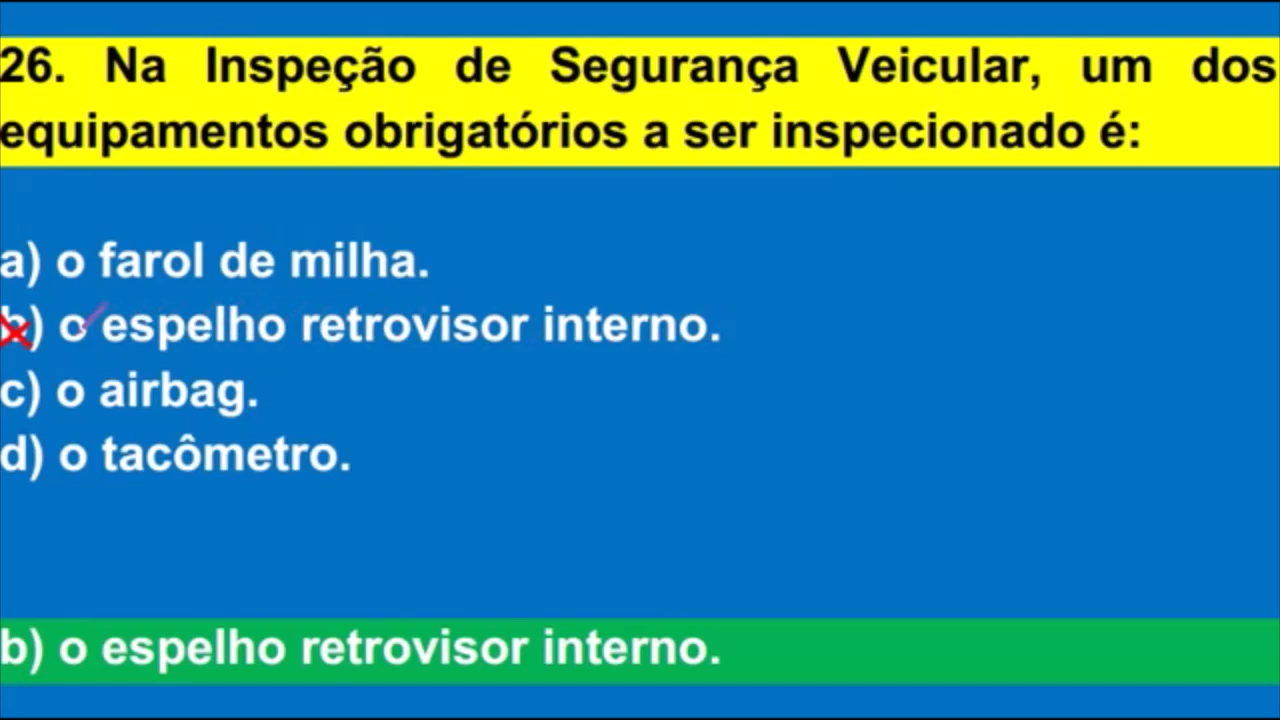 26. Na Inspeção de Segurança Veicular, um dos
equipamentos obrigatórios a ser inspecionado é:
a) o farol de milha.
b) o espelho retrovisor interno.
c) o airbag.
d) o tacômetro.
b) o espelho retrovisor interno.